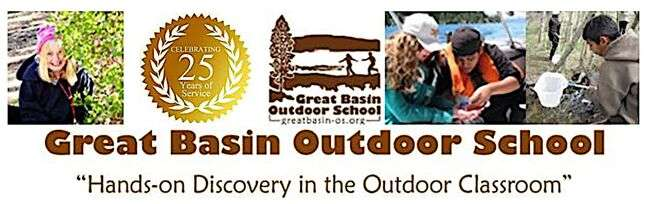 CELEBRATING
25
Years of
Service
Great Basin
Outdoor School
greatbasin-os.org
Great Basin Outdoor School
“Hands-on Discovery in the Outdoor Classroom”